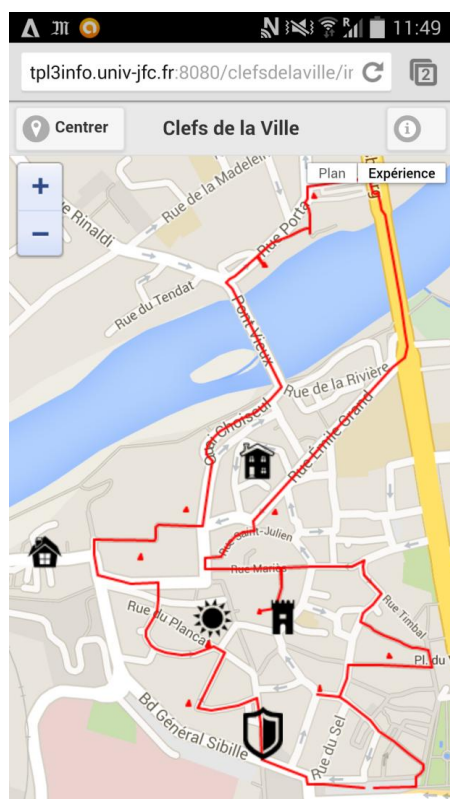 11:49
tpl3info.univ-jfc.fr:8080/clefsdelaville/ir
2
Centrer
Clefs de la Ville
Plan
Expérience
+
−
Rue de la Madelein
Rue Rinaldi
Rue Porta
Rue du Tendat
Pont Vieux
Rue de la Rivière
Quai Choiseul
Rue Émile Grand
Rue Saint-Julien
Rue Mariès
Rue du Planca
Rue Timbal
Pl. du V
Bd Général Sibille
Rue du Sel